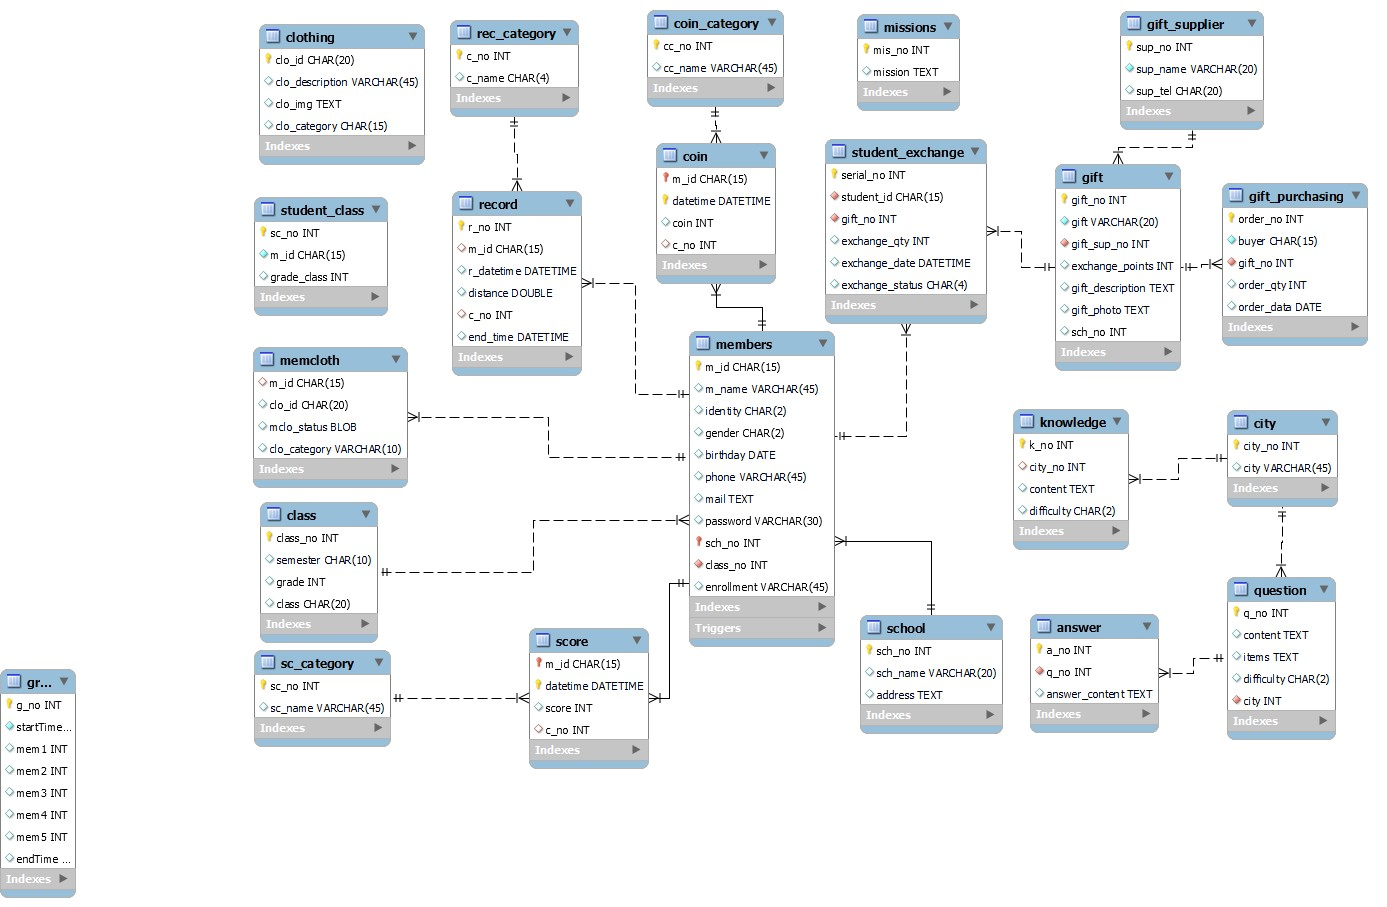 clothing
clo_id CHAR(20)
clo_description VARCHAR(45)
clo_img TEXT
clo_category CHAR(15)
Indexes
rec_category
c_no INT
c_name CHAR(4)
Indexes
coin_category
cc_no INT
cc_name VARCHAR(45)
Indexes
missions
mis_no INT
mission TEXT
Indexes
gift_supplier
sup_no INT
sup_name VARCHAR(20)
sup_tel CHAR(20)
Indexes
student_class
sc_no INT
m_id CHAR(15)
grade_class INT
Indexes
record
r_no INT
m_id CHAR(15)
r_datetime DATETIME
distance DOUBLE
c_no INT
end_time DATETIME
Indexes
coin
m_id CHAR(15)
datetime DATETIME
coin INT
c_no INT
Indexes
student_exchange
serial_no INT
student_id CHAR(15)
gift_no INT
exchange_qty INT
exchange_date DATETIME
exchange_status CHAR(4)
Indexes
gift
gift_no INT
gift VARCHAR(20)
gift_sup_no INT
exchange_points INT
gift_description TEXT
gift_photo TEXT
sch_no INT
Indexes
gift_purchasing
order_no INT
buyer CHAR(15)
gift_no INT
order_qty INT
order_data DATE
Indexes
memcloth
m_id CHAR(15)
clo_id CHAR(20)
mclo_status BLOB
clo_category VARCHAR(10)
Indexes
members
m_id CHAR(15)
m_name VARCHAR(45)
identity CHAR(2)
gender CHAR(2)
birthday DATE
phone VARCHAR(45)
mail TEXT
password VARCHAR(30)
sch_no INT
class_no INT
enrollment VARCHAR(45)
Indexes
Triggers
knowledge
k_no INT
city_no INT
content TEXT
difficulty CHAR(2)
Indexes
city
city_no INT
city VARCHAR(45)
Indexes
class
class_no INT
semester CHAR(10)
grade INT
class CHAR(20)
Indexes
sc_category
sc_no INT
sc_name VARCHAR(45)
Indexes
score
m_id CHAR(15)
datetime DATETIME
score INT
c_no INT
Indexes
school
sch_no INT
sch_name VARCHAR(20)
address TEXT
Indexes
answer
a_no INT
q_no INT
answer_content TEXT
Indexes
question
q_no INT
content TEXT
items TEXT
difficulty CHAR(2)
city INT
Indexes
gr...
g_no INT
startTime...
mem1 INT
mem2 INT
mem3 INT
mem4 INT
mem5 INT
endTime ...
Indexes